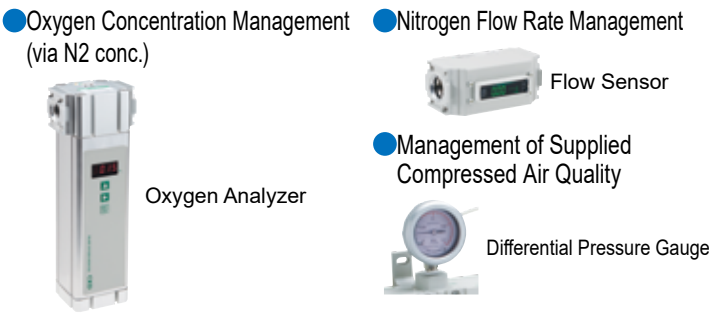 Oxygen Concentration Management
(via N2 conc.)
Oxygen Analyzer
Nitrogen Flow Rate Management
Flow Sensor
Management of Supplied
Compressed Air Quality
Differential Pressure Gauge